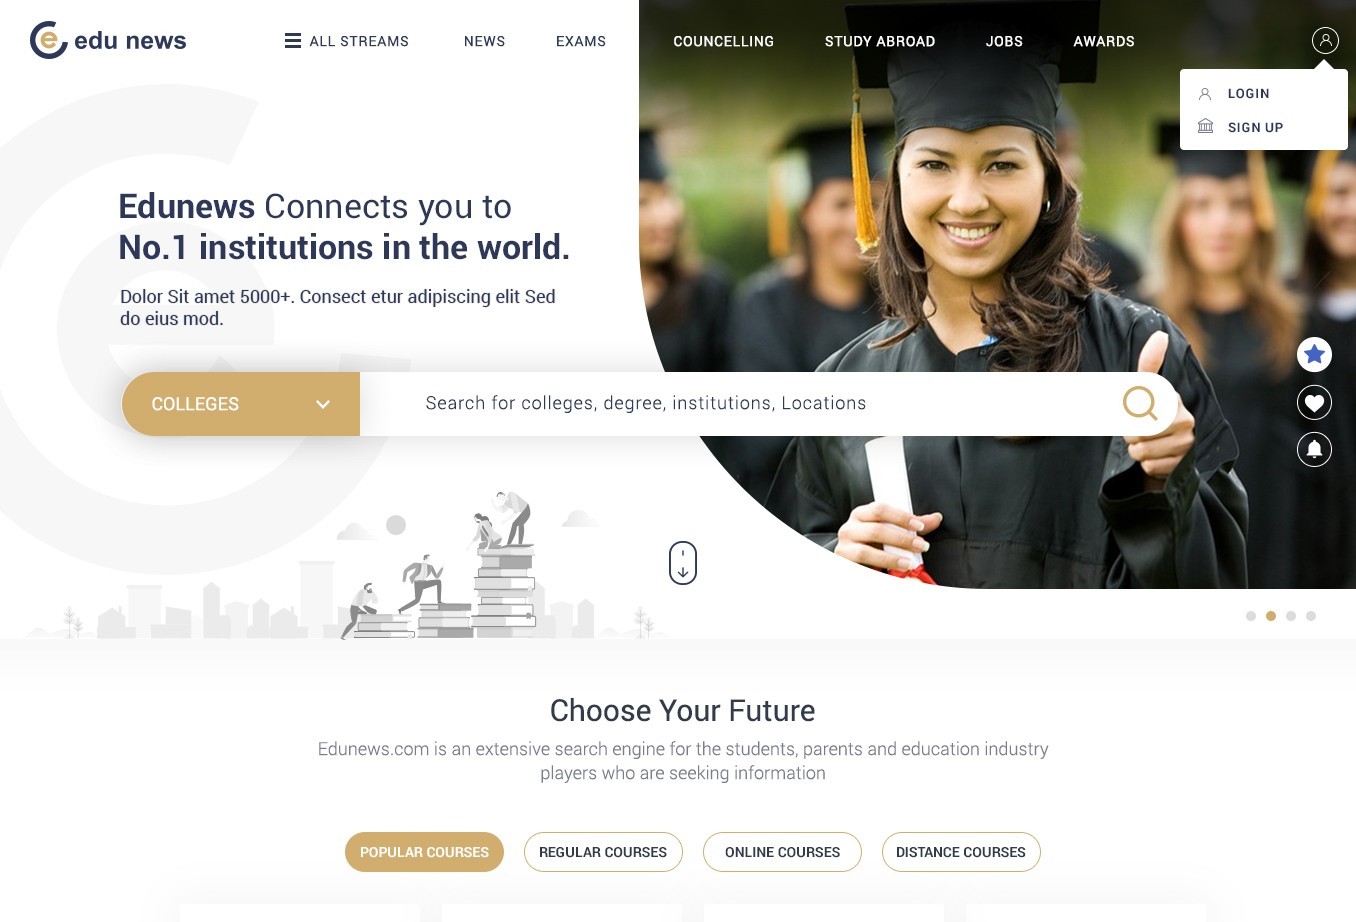 edu news
ALL STREAMS
NEWS
EXAMS
COUNCELLING
STUDY ABROAD
JOBS
AWARDS
LOGIN
SIGN UP
Edunews Connects you to
No.1 institutions in the world.
Dolor Sit amet 5000+. Consect etur adipiscing elit Sed
do eius mod.
COLLEGES
Search for colleges, degree, institutions, Locations
Choose Your Future
Edunews.com is an extensive search engine for the students, parents and education industry
players who are seeking information
POPULAR COURSES
REGULAR COURSES
ONLINE COURSES
DISTANCE COURSES